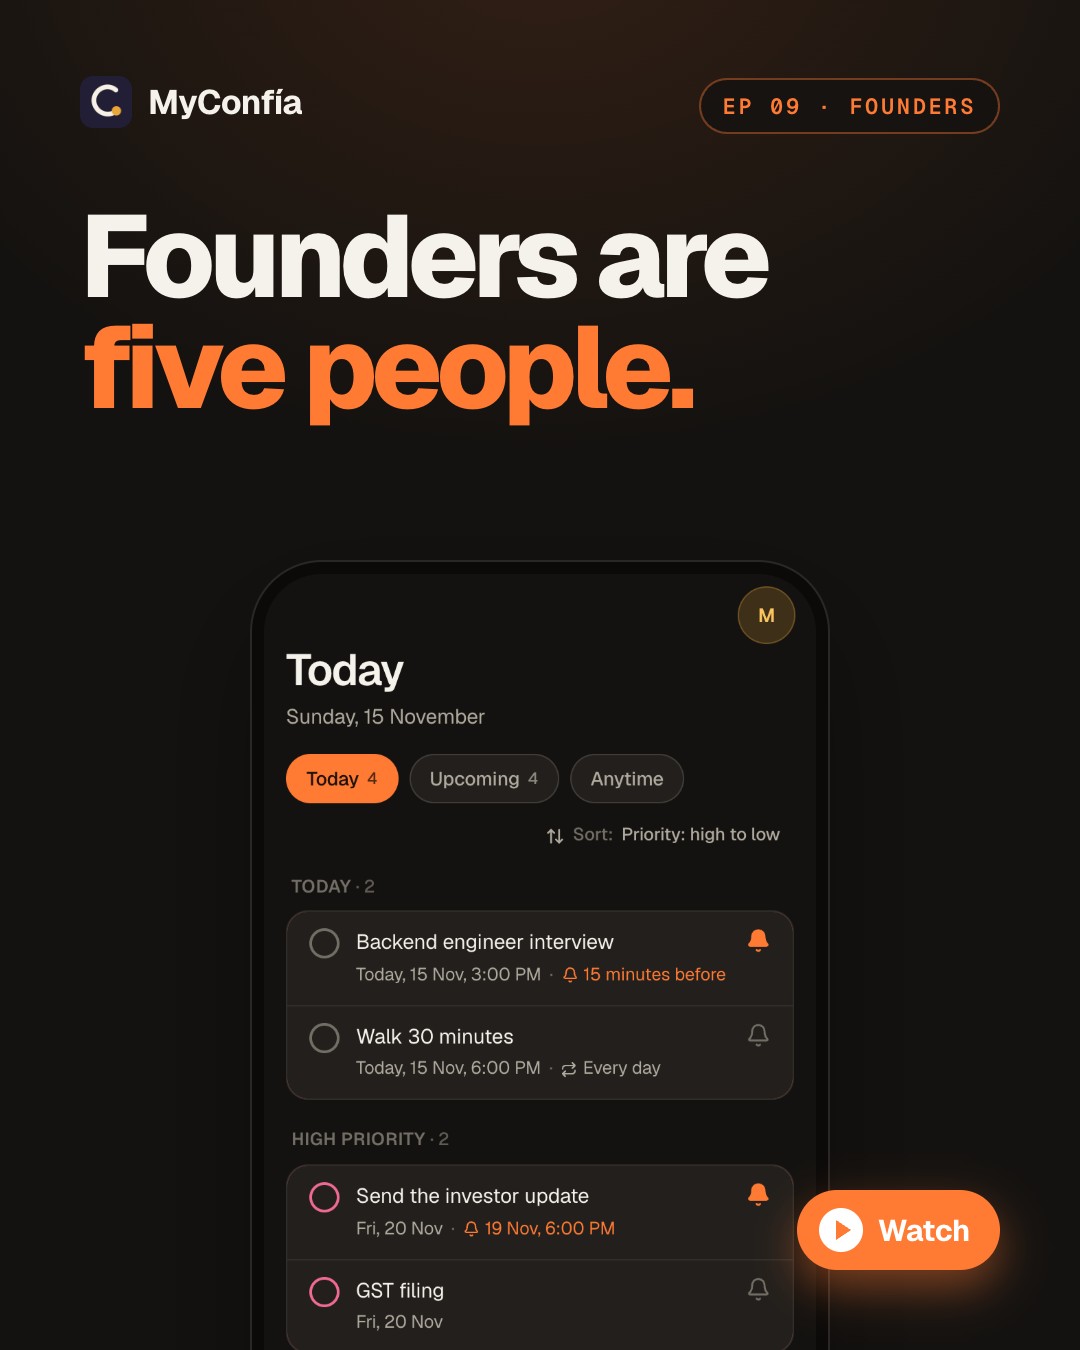 MyConfía
EP 09 · FOUNDERS
Founders are
five people.
M
Today
Sunday, 15 November
Today 4
Upcoming 4
Anytime
Sort: Priority: high to low
TODAY · 2
Backend engineer interview
Today, 15 Nov, 3:00 PM · 15 minutes before
Walk 30 minutes
Today, 15 Nov, 6:00 PM · Every day
HIGH PRIORITY · 2
Send the investor update
Fri, 20 Nov · 19 Nov, 6:00 PM
Watch
GST filing
Fri, 20 Nov